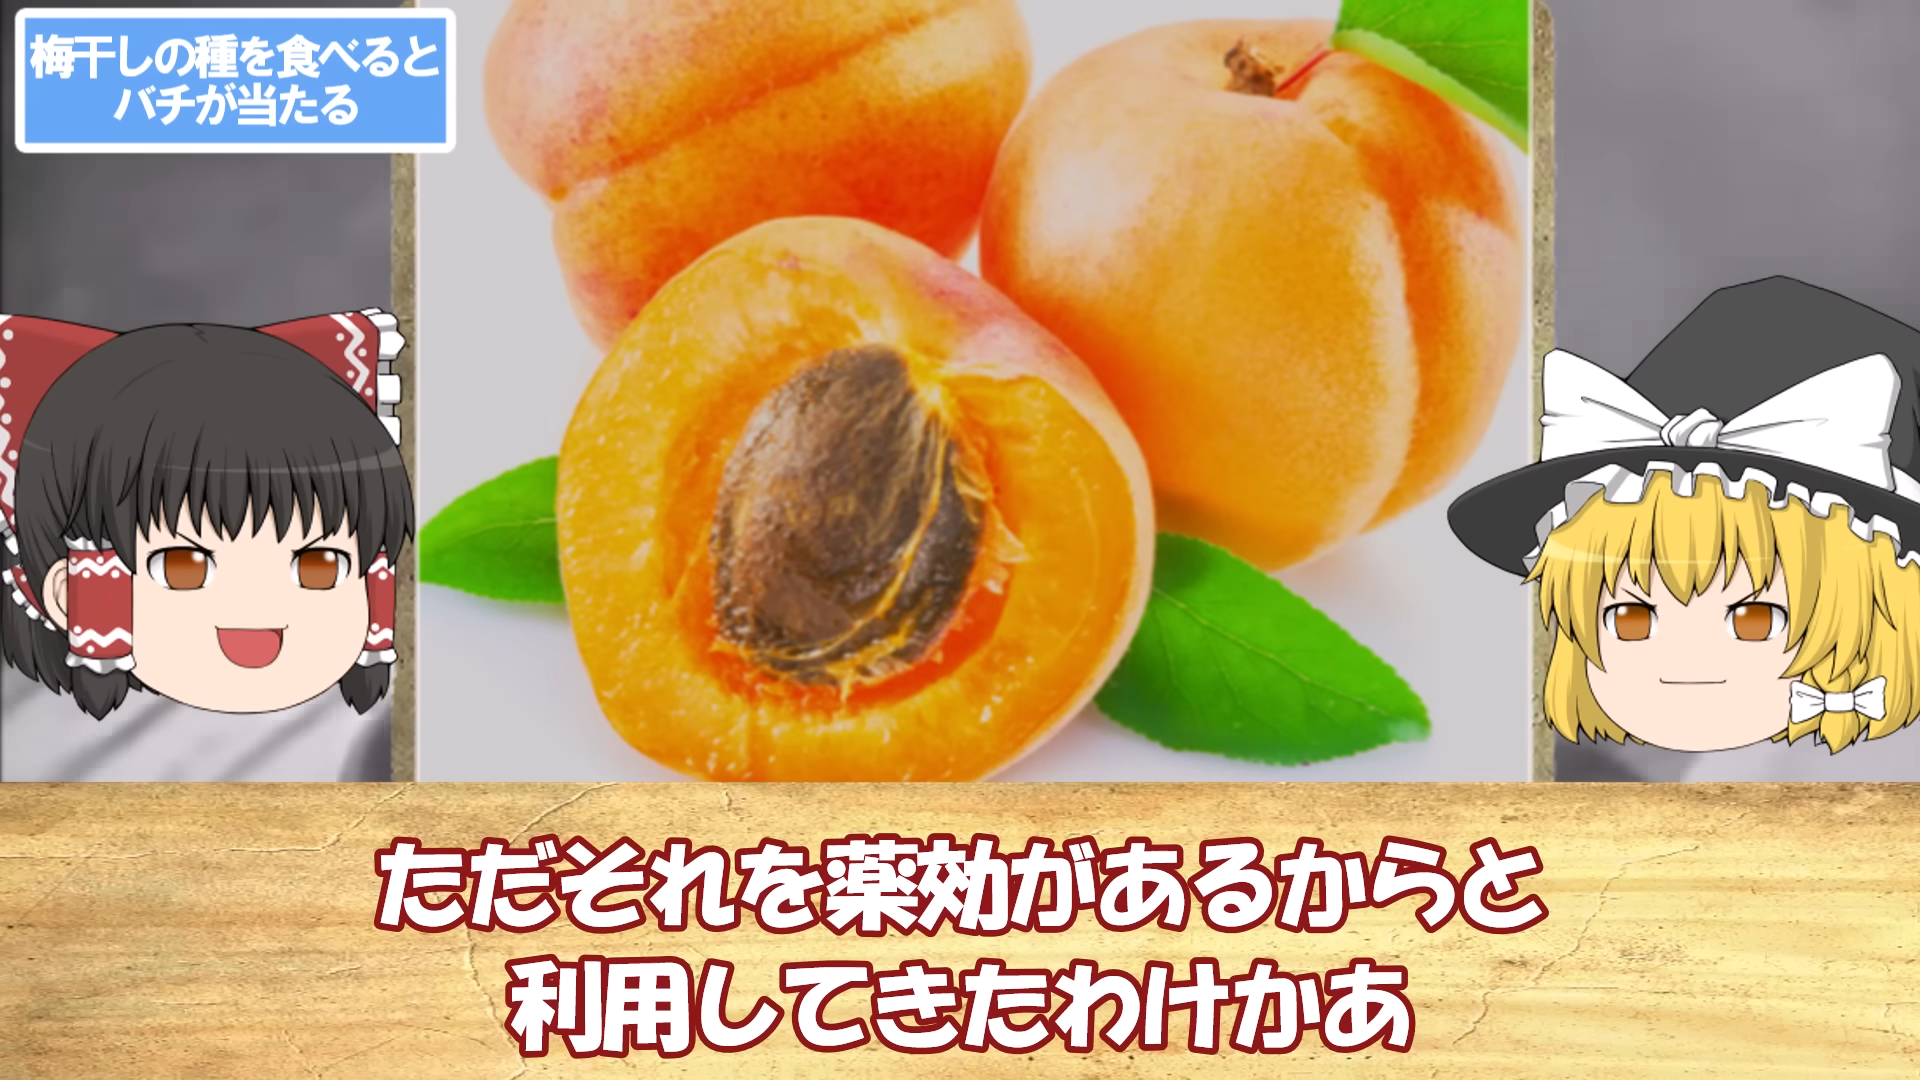 梅干しの種を食べると
バチが当たる
ただそれを薬効があるからと
利用してきたわけかあ